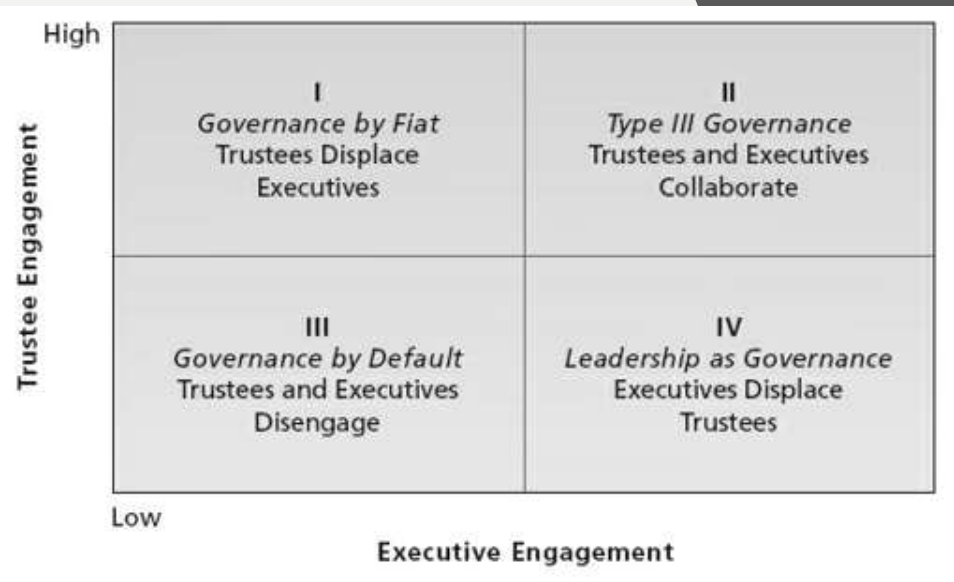 High
I
Governance by Fiat
Trustees Displace
Executives
II
Type III Governance
Trustees and Executives
Collaborate
Trustee Engagement
III
Governance by Default
Trustees and Executives
Disengage
IV
Leadership as Governance
Executives Displace
Trustees
Low
Executive Engagement